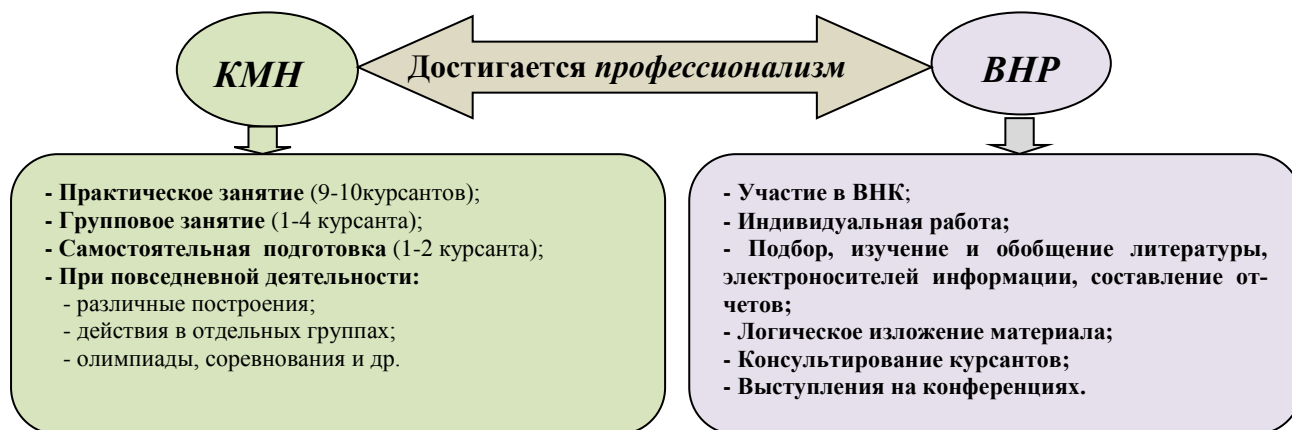 КМН
Достигается профессионализм
ВНР
- Практическое занятие (9-10курсантов);
- Групповое занятие (1-4 курсанта);
- Самостоятельная подготовка (1-2 курсанта);
- При повседневной деятельности:
- различные построения;
- действия в отдельных группах;
- олимпиады, соревнования и др.
- Участие в ВНК;
- Индивидуальная работа;
- Подбор, изучение и обобщение литературы,
электроносителей информации, составление от-
четов;
- Логическое изложение материала;
- Консультирование курсантов;
- Выступления на конференциях.